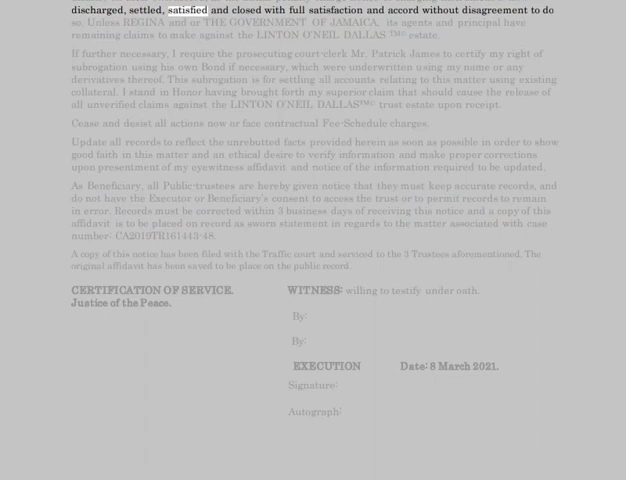 discharged, settled, satisfied and closed with full satisfaction and accord without disagreement to do
so. Unless REGINA and or THE GOVERNMENT OF JAMAICA, its agents and principal have
remaining claims to make against the LINTON O'NEIL DALLAS ™© estate.
If further necessary, I require the prosecuting court-clerk Mr. Patrick James to certify my right of
subrogation using his own Bond if necessary, which were underwritten using my name or any
derivatives thereof. This subrogation is for settling all accounts relating to this matter using existing
collateral. I stand in Honor having brought forth my superior claim that should cause the release of
all unverified claims against the LINTON O'NEIL DALLAS™© trust estate upon receipt.
Cease and desist all actions now or face contractual Fee-Schedule charges.
Update all records to reflect the unrebutted facts provided herein as soon as possible in order to show
good faith in this matter and an ethical desire to verify information and make proper corrections
upon presentment of my eyewitness affidavit and notice of the information required to be updated.
As Beneficiary, all Public-trustees are hereby given notice that they must keep accurate records, and
do not have the Executor or Beneficiary's consent to access the trust or to permit records to remain
in error. Records must be corrected within 3 business days of receiving this notice and a copy of this
affidavit is to be placed on record as sworn statement in regards to the matter associated with case
number: CA2019TR161443-48.
A copy of this notice has been filed with the Traffic court and serviced to the 3 Trustees aforementioned. The
original affidavit has been saved to be place on the public record.
CERTIFICATION OF SERVICE. WITNESS: willing to testify under oath.
Justice of the Peace.
By:
By:
EXECUTION Date: 8 March 2021.
Signature:
Autograph: